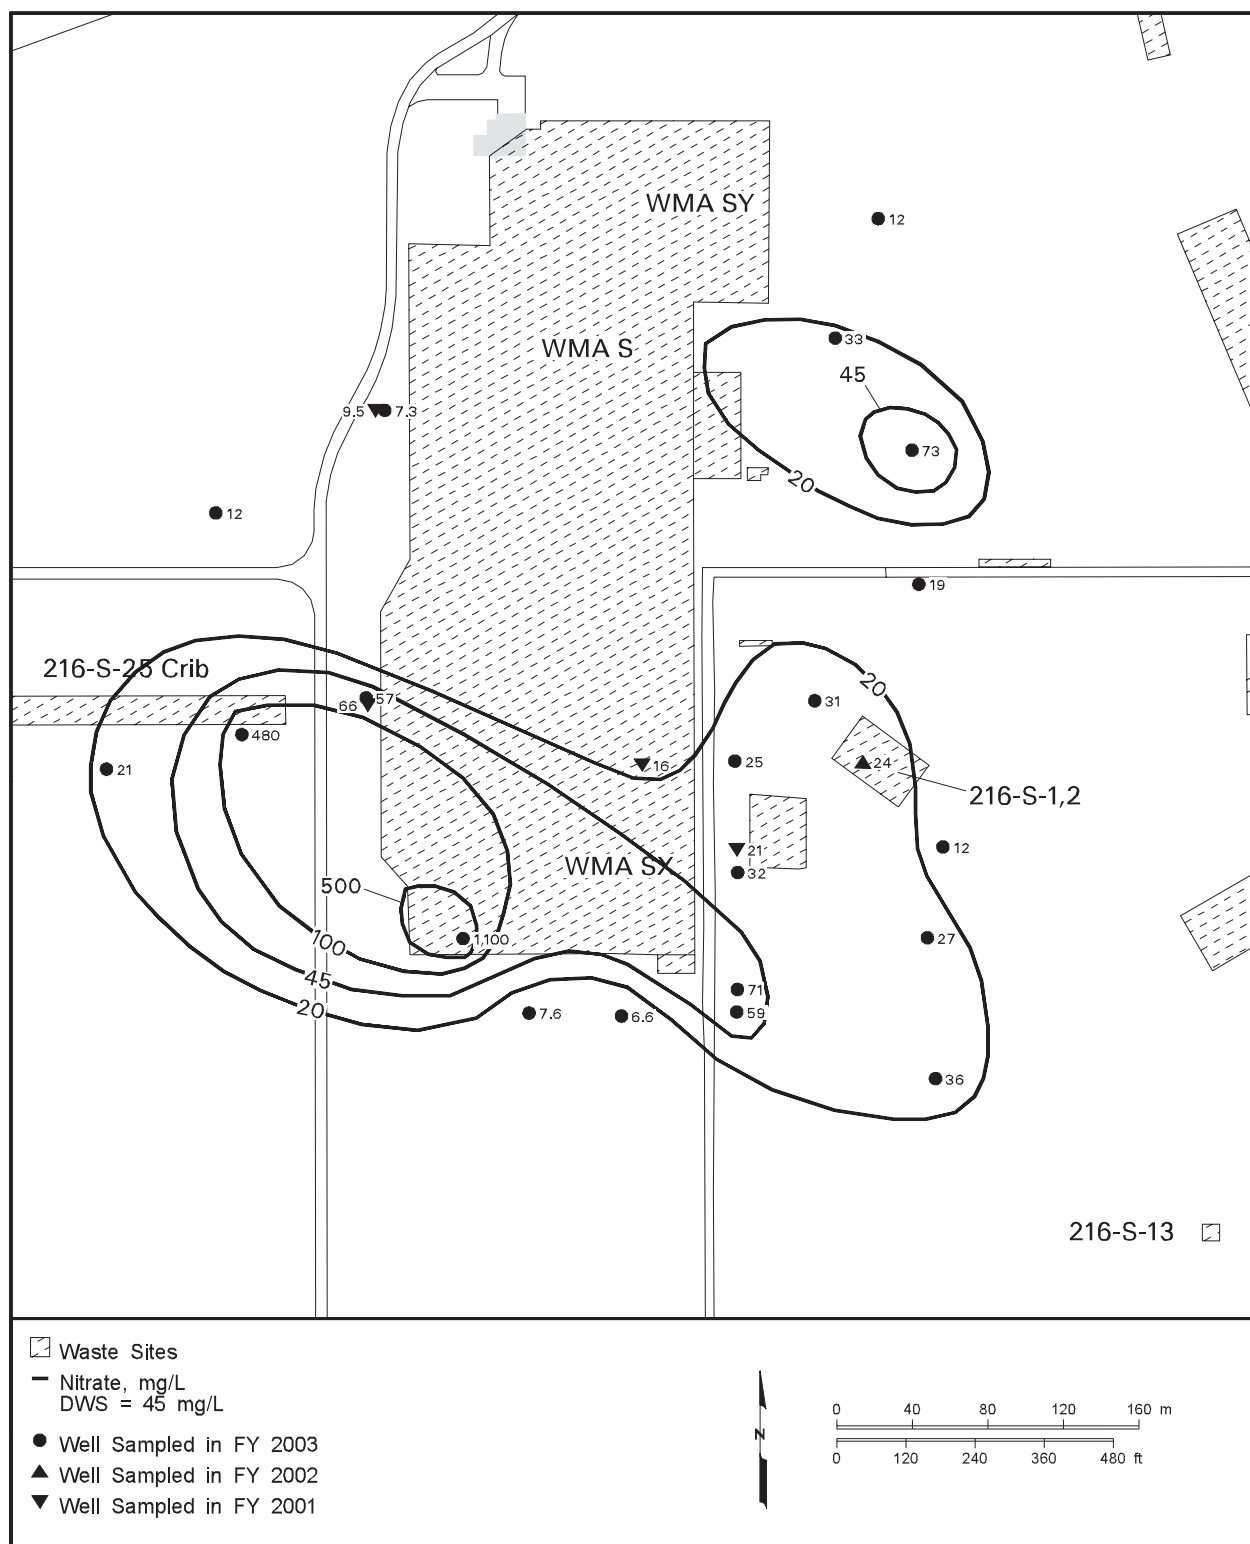 WMA SY
12
33
WMA S
45
9.5
7.3
73
20
12
19
216-S-25 Crib
57
66
20
31
480
21
16
25
24
216-S-1,2
21
12
WMA SX
32
500
1,100
27
100
45
71
20
59
7.6
6.6
36
216-S-13
Waste Sites
Nitrate, mg/L
DWS = 45 mg/L
Well Sampled in FY 2003
Well Sampled in FY 2002
Well Sampled in FY 2001
N
0 40 80 120 160 m
0 120 240 360 480 ft